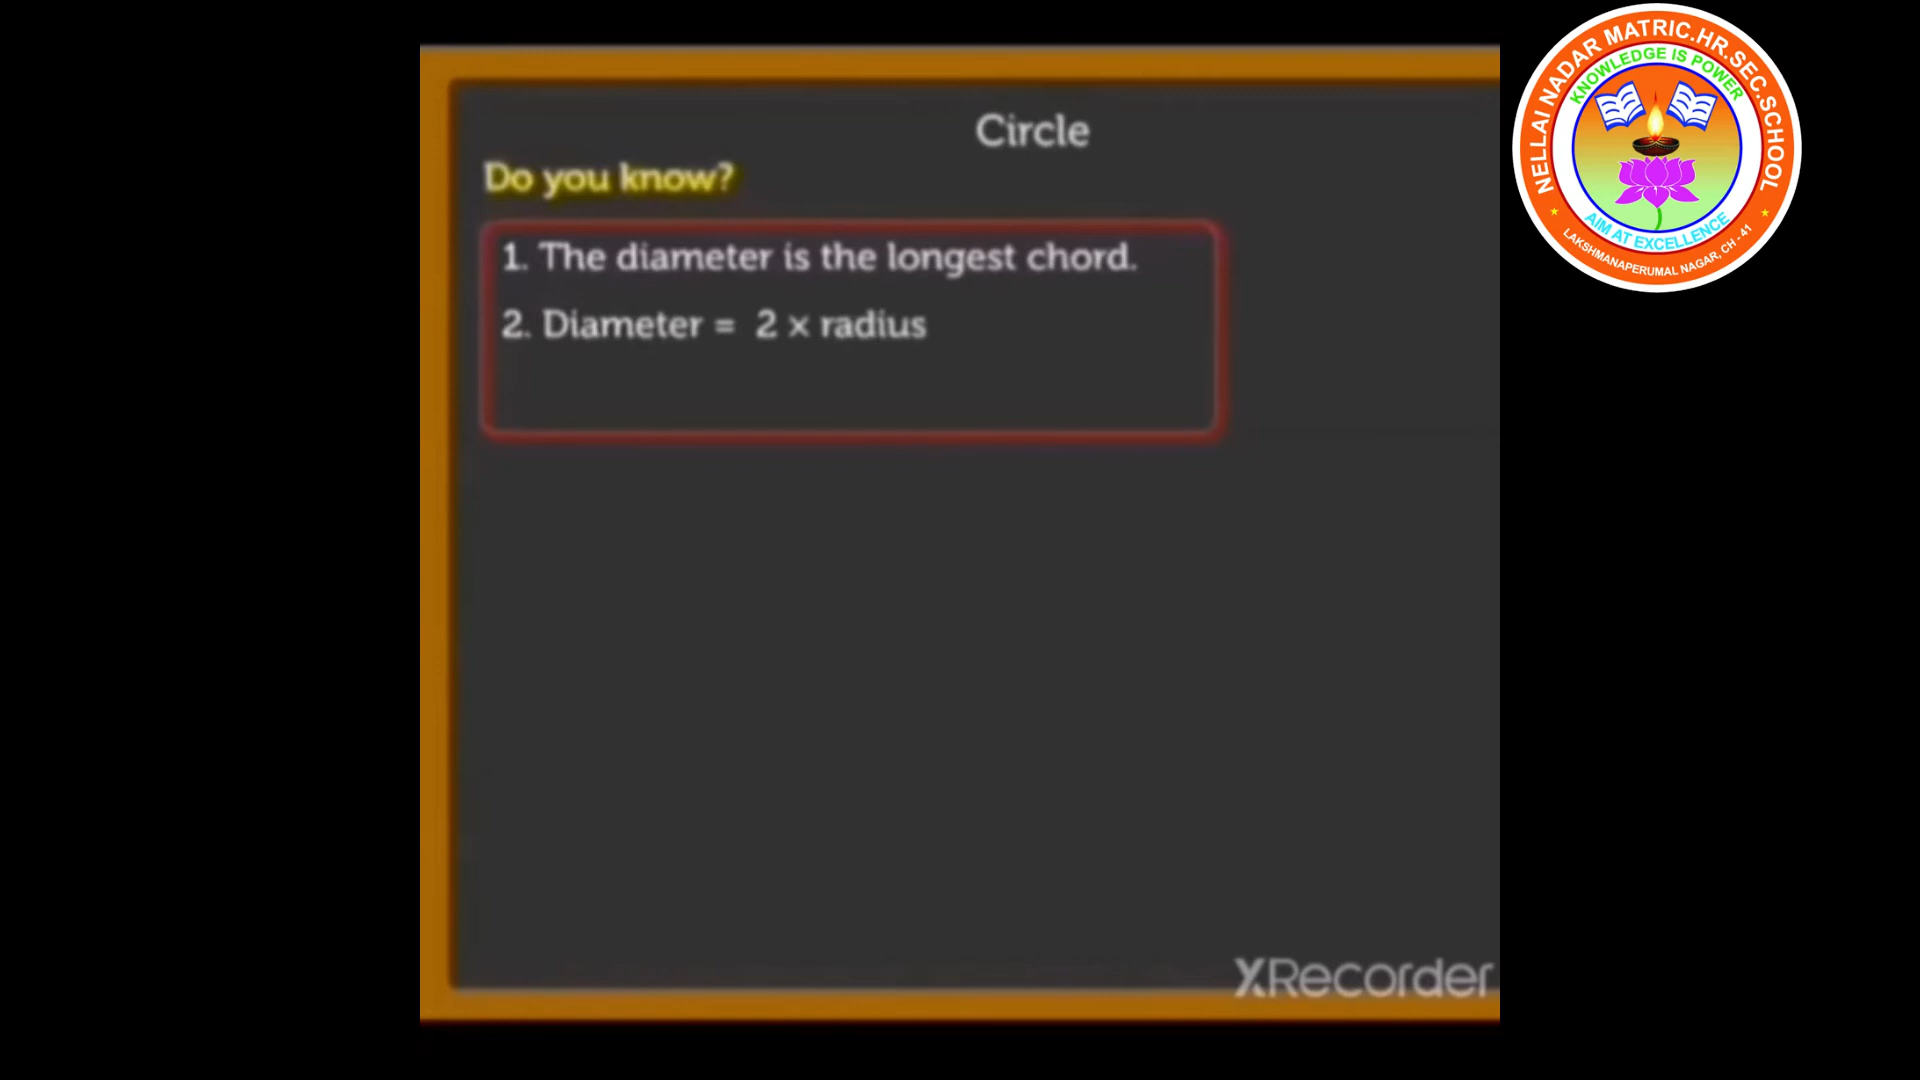 Circle
Do you know?
1. The diameter is the longest chord.
2. Diameter = 2 × radius
XRecorder
NELLAI NADAR MATRIC.HR.SEC.SCHOOL
KNOWLEDGE IS POWER
AIM AT EXCELLENCE
LAKSHMANAPERUMAL NAGAR, CH - 41